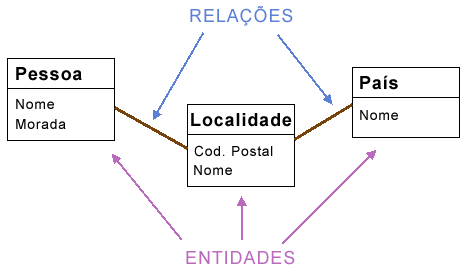 RELAÇÕES
Pessoa
Nome
Morada
Localidade
Cod. Postal
Nome
País
Nome
ENTIDADES